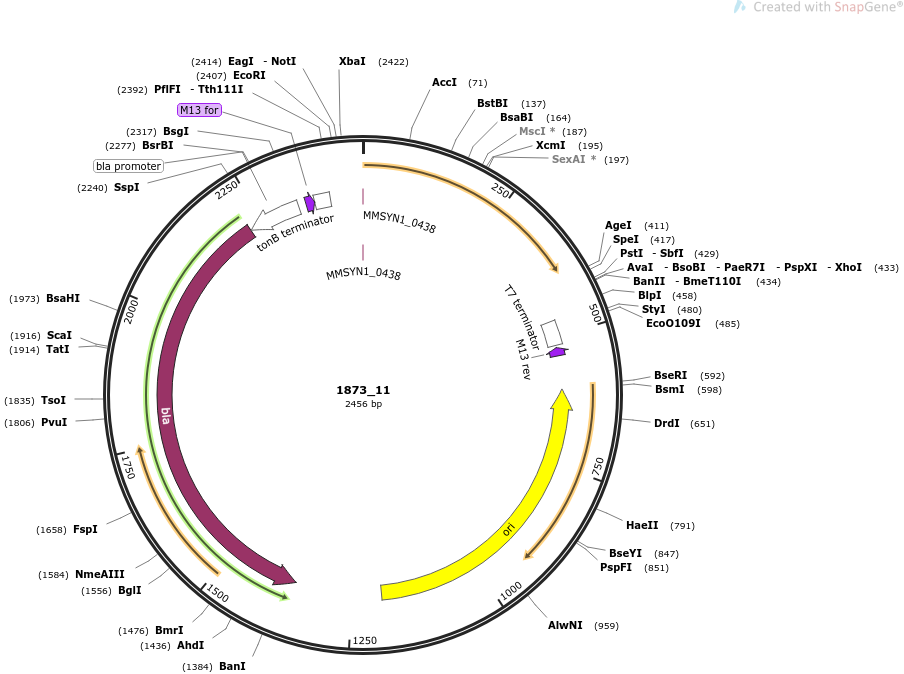 Created with SnapGene®
(2414) EagI - NotI
XbaI (2422)
(2407) EcoRI
(2392) PflFI - Tth111I
M13 for
(2317) BsgI
(2277) BsrBI
bla promoter
(2240) SspI
AccI (71)
BstBI (137)
BsaBI (164)
MscI * (187)
XcmI (195)
SexAI * (197)
2250
250
tonB terminator
MMSYN1_0438
MMSYN1_0438
AgeI (411)
SpeI (417)
PstI - SbfI (429)
AvaI - BsoBI - PaeR7I - PspXI - XhoI (433)
BanII - BmeT110I (434)
BlpI (458)
StyI (480)
EcoO109I (485)
T7 terminator
M13 rev
500
(1973) BsaHI
2000
(1916) ScaI
(1914) TatI
(1835) TsoI
(1806) PvuI
bla
1873_11
2456 bp
BseRI (592)
BsmI (598)
DrdI (651)
1750
750
ori
(1658) FspI
HaeII (791)
BseYI (847)
PspFI (851)
(1584) NmeAIII
(1556) BglI
1500
1000
AlwNI (959)
(1476) BmrI
(1436) AhdI
(1384) BanI
1250